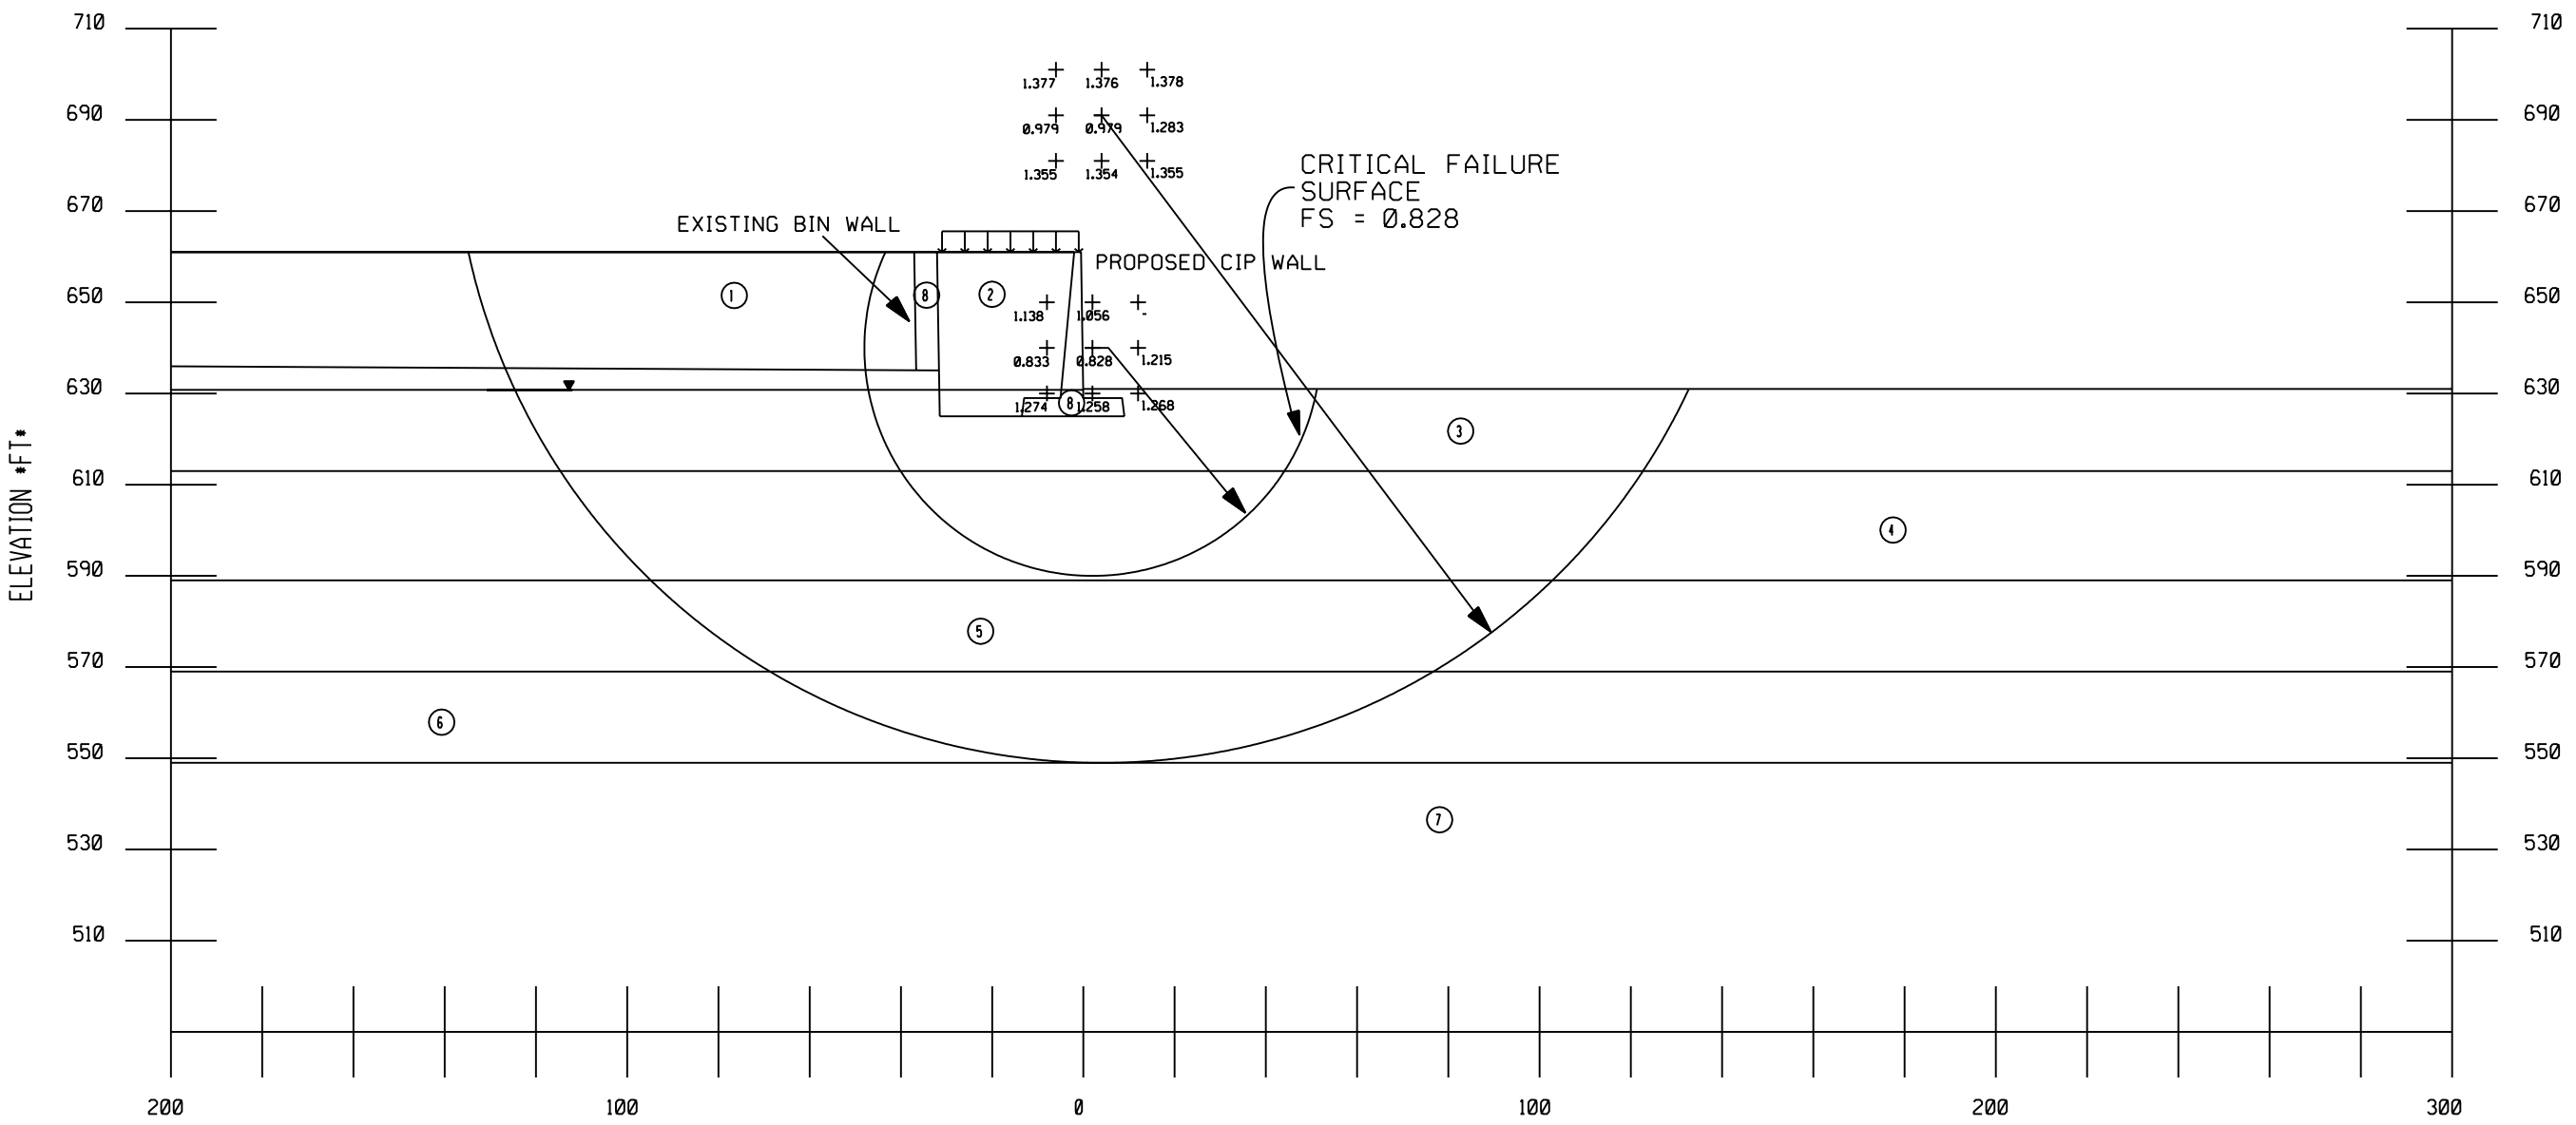 710 710
1.377 1.376 1.378
690 690
0.979 0.979 1.283
CRITICAL FAILURE
1.355 1.354 1.355
SURFACE
670 670
FS = 0.828
EXISTING BIN WALL
PROPOSED CIP WALL
1 8 2
650 650
1.138 1.056 -
0.833 0.828 1.215
630 630
1.274 8 1.258 1.268
3
ELEVATION *FT*
610 610
4
590 590
5
570 570
6
550 550
7
530 530
510 510
200 100 0 100 200 300